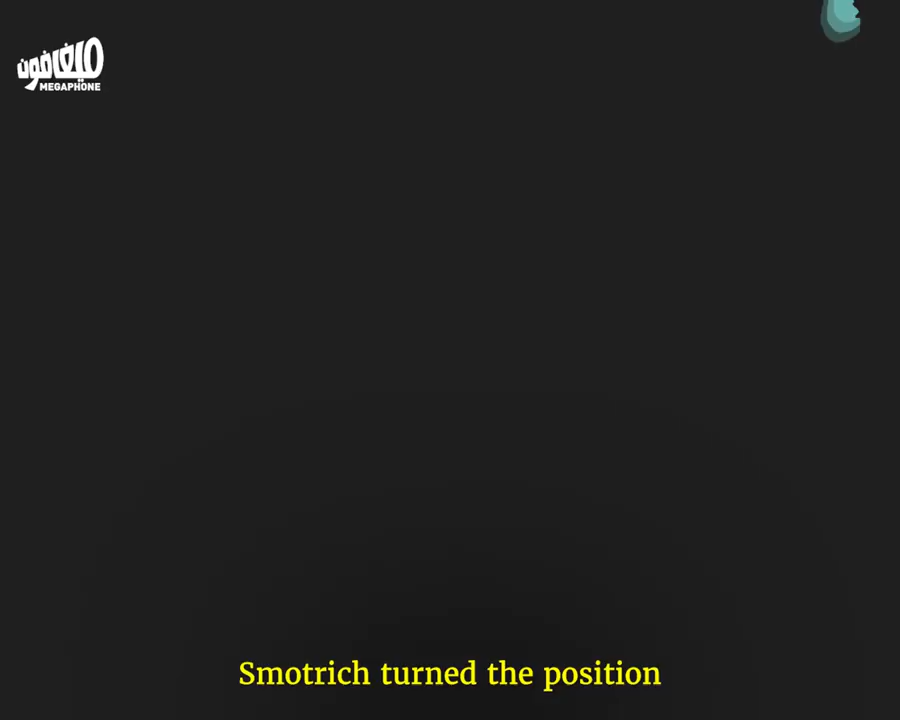 ميغافون
MEGAPHONE
Smotrich turned the position